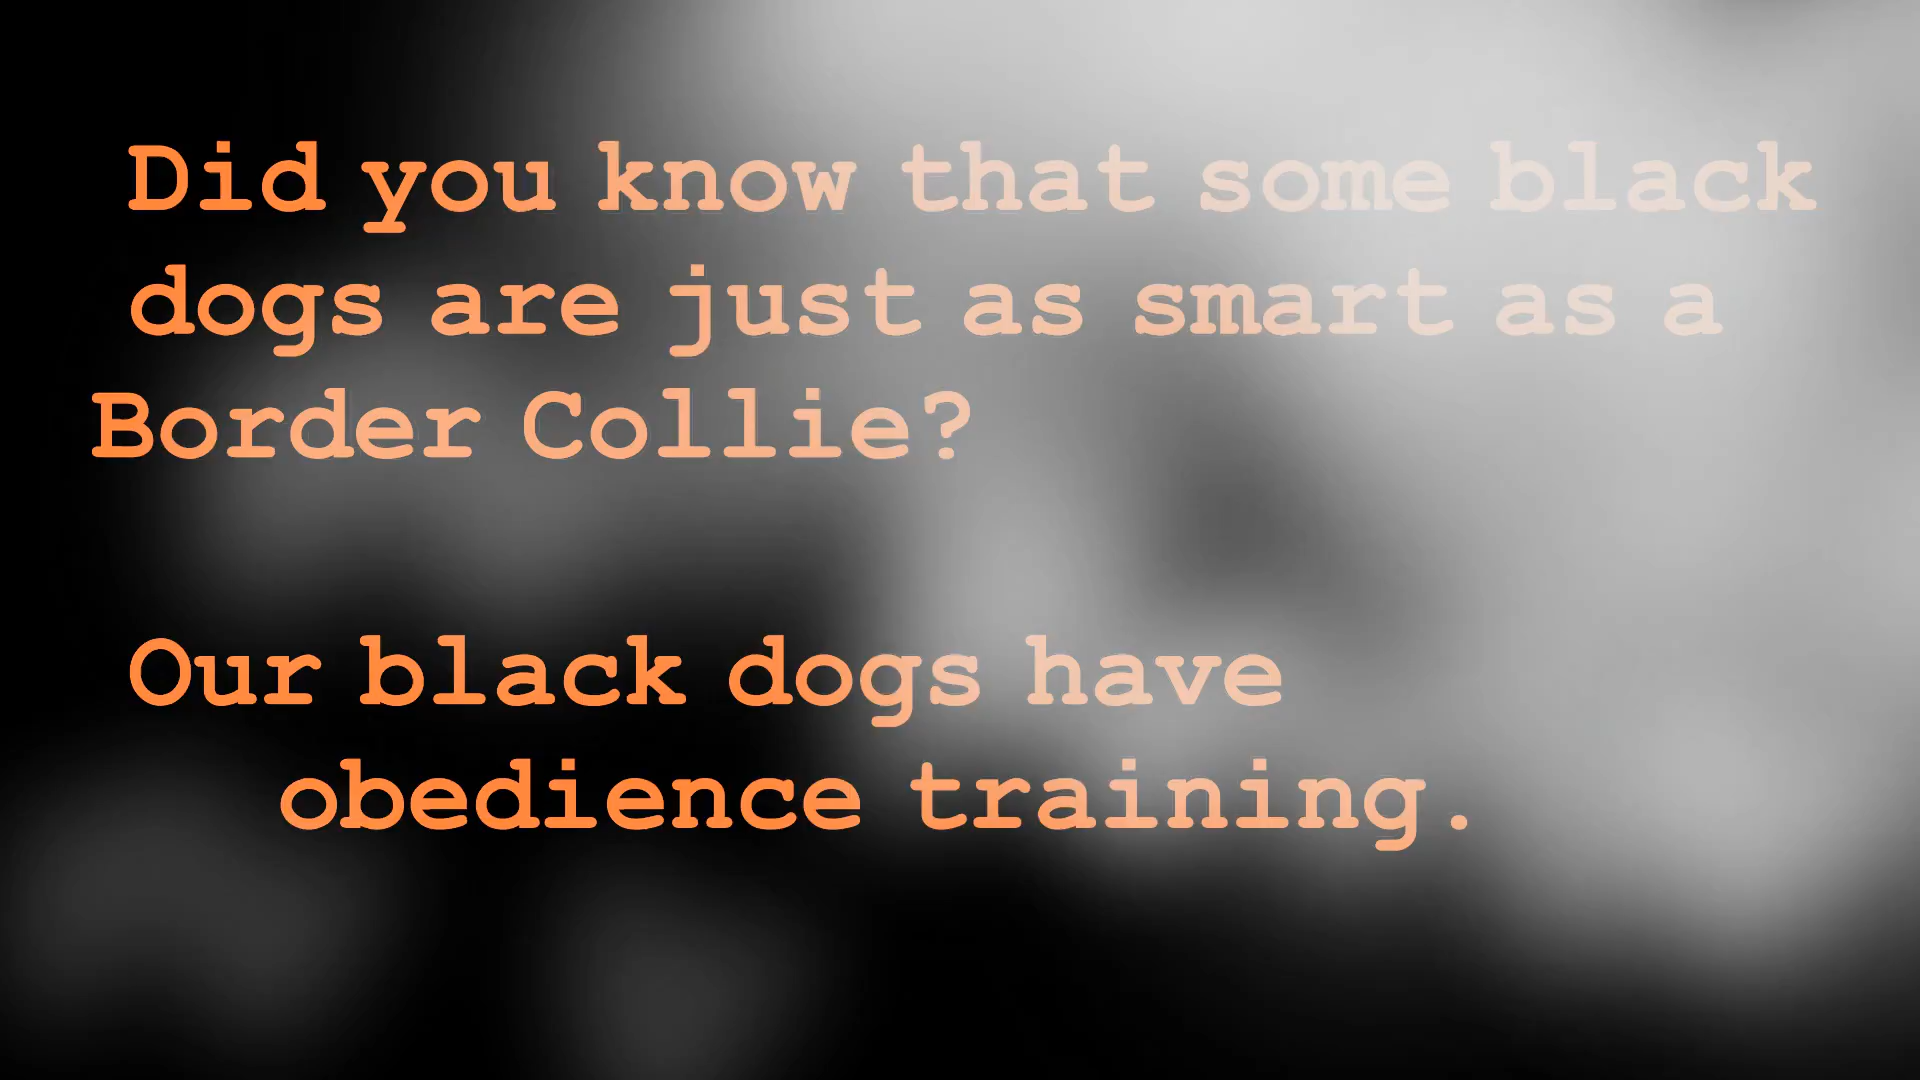 Did you know that some black
dogs are just as smart as a
Border Collie?
Our black dogs have
obedience training.